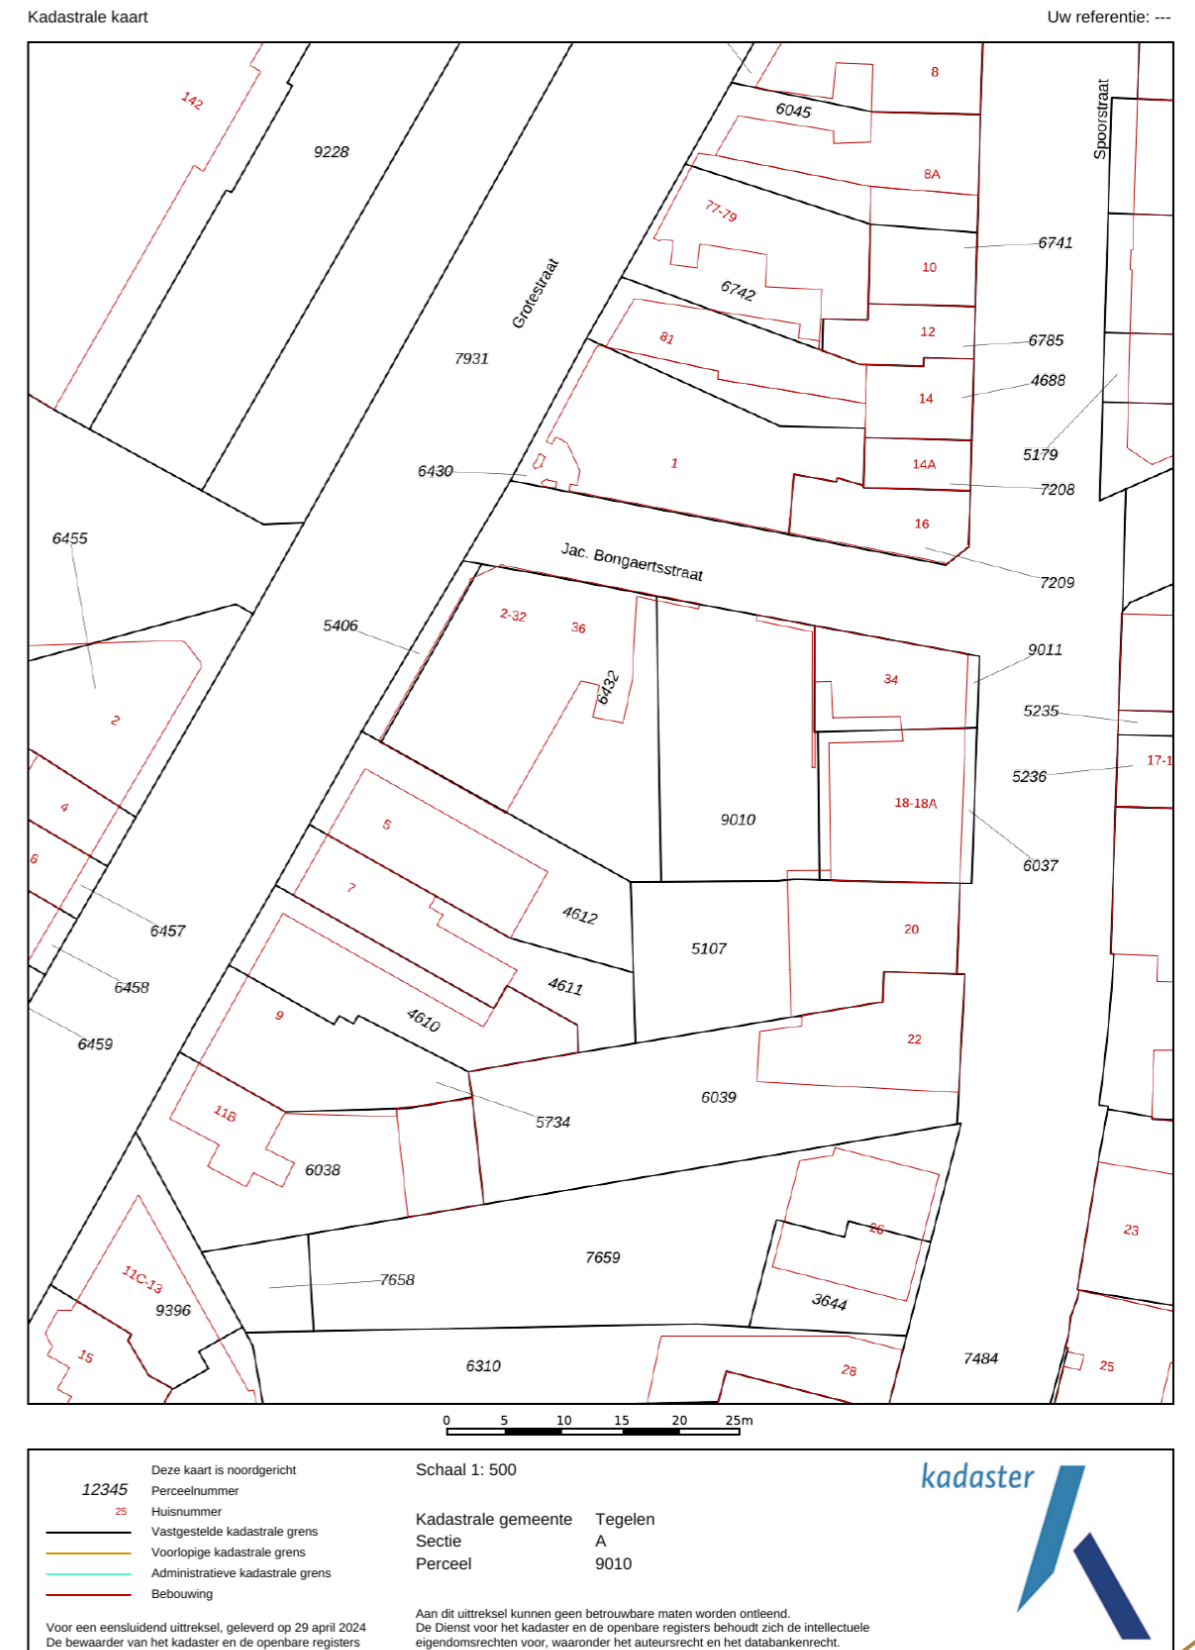 Kadastrale kaart
Uw referentie: ---
8
142
6045
Spoorstraat
9228
8A
77-79
6741
10
6742
Grotestraat
12
81
6785
7931
4688
14
5179
1
14A
6430
7208
16
6455
Jac. Bongaertsstraat
7209
2-32
36
5406
9011
34
6432
5235
2
17-1
5236
4
18-18A
9010
5
6
6037
7
4612
20
6457
5107
6458
4611
9
4610
22
6459
6039
11B
5734
6038
26
23
7659
11C-13
7658
3644
9396
15
6310
7484
28
25
0 5 10 15 20 25m
Deze kaart is noordgericht
12345 Perceelnummer
25 Huisnummer
Vastgestelde kadastrale grens
Voorlopige kadastrale grens
Administratieve kadastrale grens
Bebouwing
Voor een eensluidend uittreksel, geleverd op 29 april 2024
De bewaarder van het kadaster en de openbare registers
Schaal 1: 500
Kadastrale gemeente Tegelen
Sectie A
Perceel 9010
Aan dit uittreksel kunnen geen betrouwbare maten worden ontleend.
De Dienst voor het kadaster en de openbare registers behoudt zich de intellectuele
eigendomsrechten voor, waaronder het auteursrecht en het databankenrecht.
kadaster